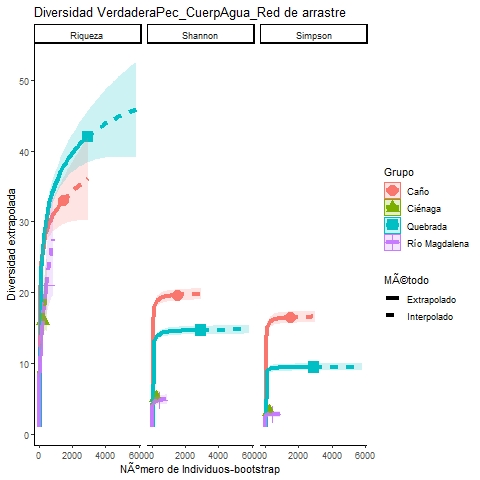 Diversidad VerdaderaPec_CuerpAgua_Red de arrastre
Riqueza
Shannon
Simpson
50
40
30
20
10
0
Diversidad extrapolada
0 2000 4000 6000
0 2000 4000 6000
0 2000 4000 6000
NÃºmero de Individuos-bootstrap
Grupo
Caño
Ciénaga
Quebrada
Río Magdalena
MÃ©todo
Extrapolado
Interpolado